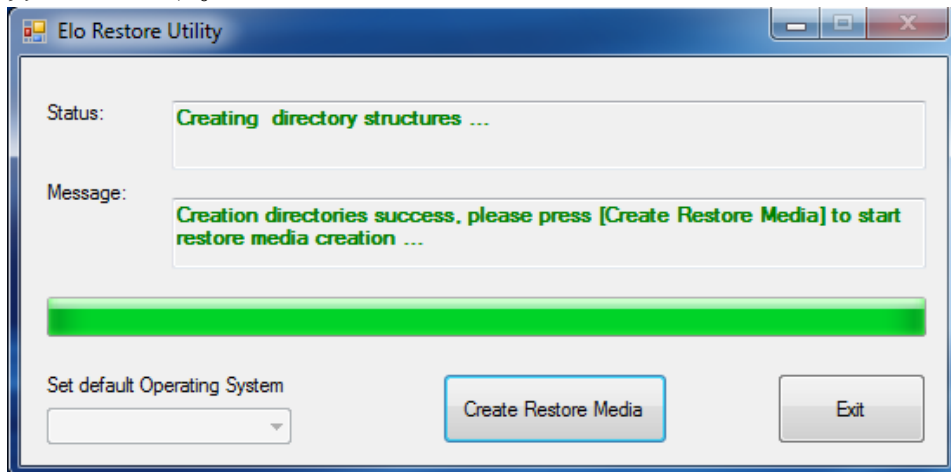 Elo Restore Utility
Status:
Creating directory structures ...
Message:
Creation directories success, please press [Create Restore Media] to start
restore media creation ...
Set default Operating System
Create Restore Media
Exit